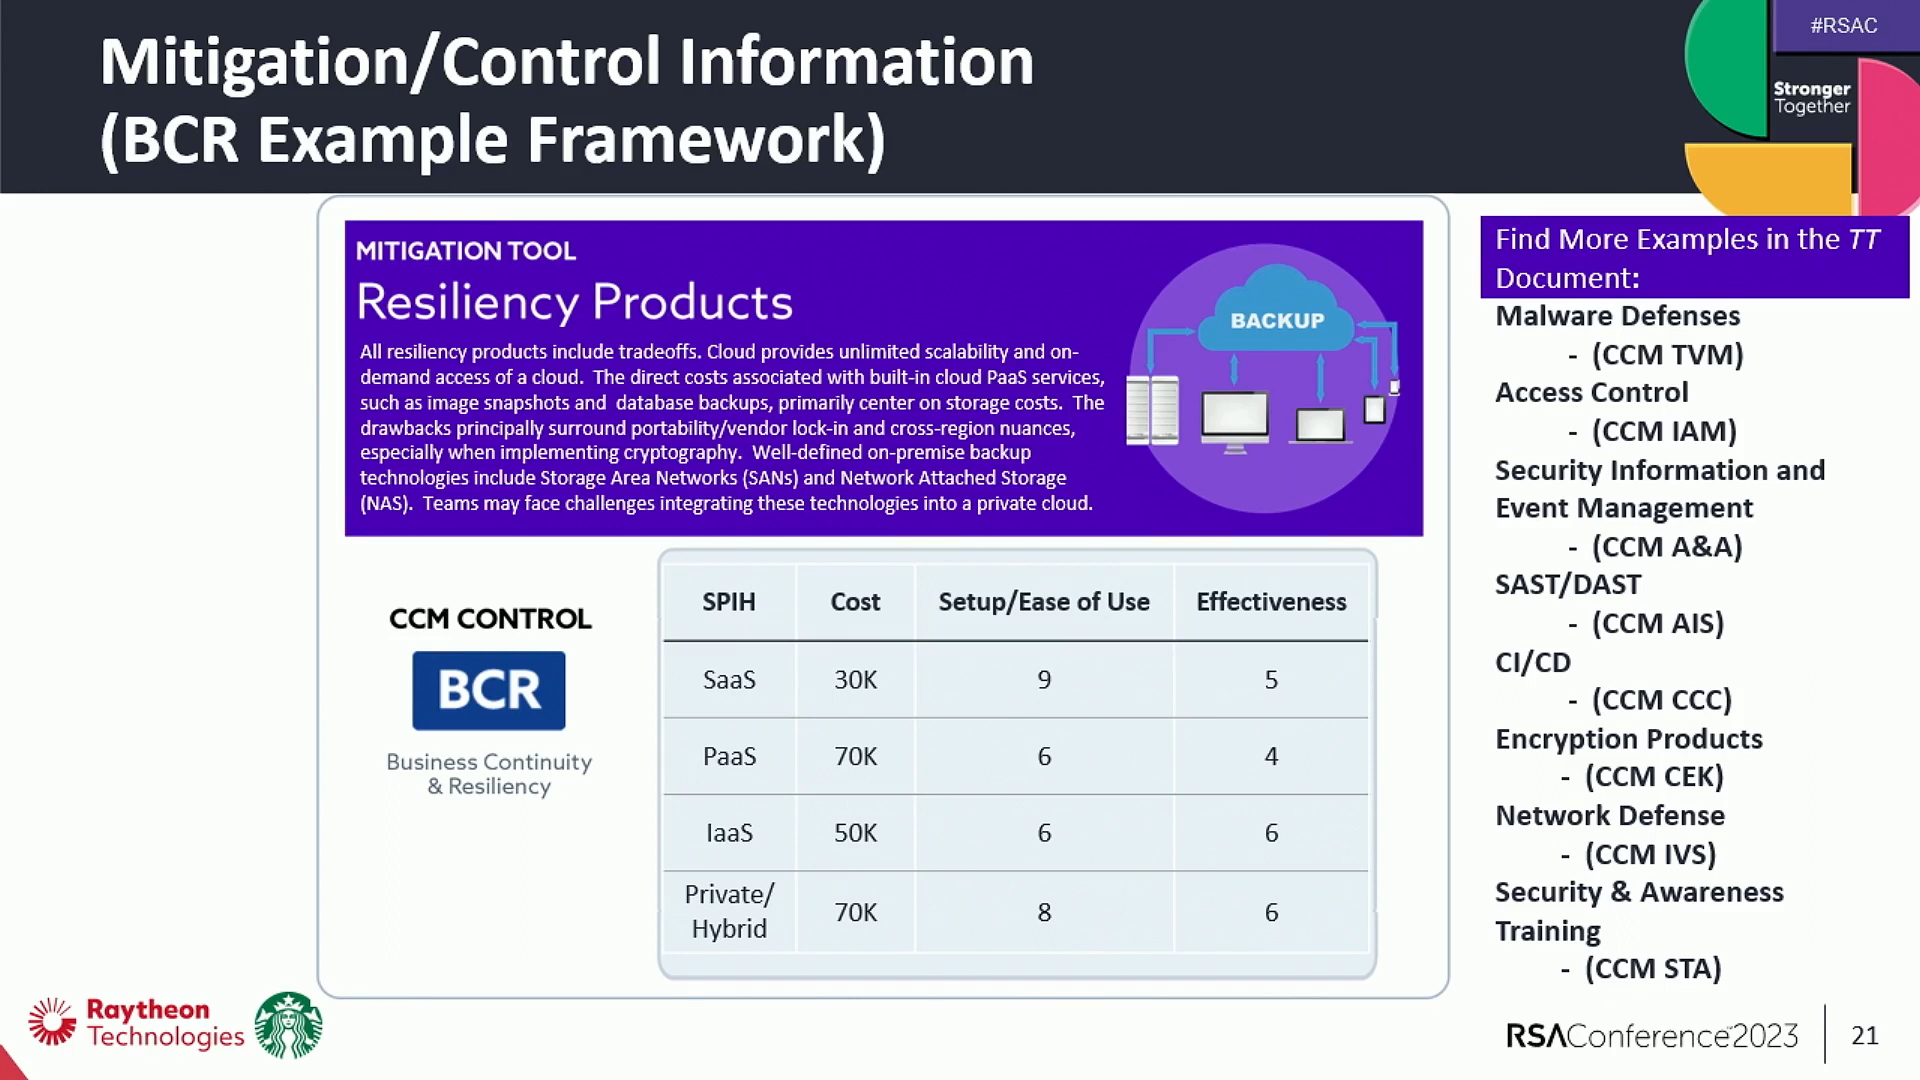 Mitigation/Control Information
(BCR Example Framework)
#RSAC
Stronger
Together
MITIGATION TOOL
Resiliency Products
All resiliency products include tradeoffs. Cloud provides unlimited scalability and on-
demand access of a cloud.  The direct costs associated with built-in cloud PaaS services,
such as image snapshots and  database backups, primarily center on storage costs.  The
drawbacks principally surround portability/vendor lock-in and cross-region nuances,
especially when implementing cryptography.  Well-defined on-premise backup
technologies include Storage Area Networks (SANs) and Network Attached Storage
(NAS).  Teams may face challenges integrating these technologies into a private cloud.
BACKUP
CCM CONTROL
BCR
Business Continuity
& Resiliency
SPIH Cost Setup/Ease of Use Effectiveness
SaaS 30K 9 5
PaaS 70K 6 4
IaaS 50K 6 6
Private/
Hybrid 70K 8 6
Find More Examples in the TT
Document:
Malware Defenses
- (CCM TVM)
Access Control
- (CCM IAM)
Security Information and
Event Management
- (CCM A&A)
SAST/DAST
- (CCM AIS)
CI/CD
- (CCM CCC)
Encryption Products
- (CCM CEK)
Network Defense
- (CCM IVS)
Security & Awareness
Training
- (CCM STA)
Raytheon
Technologies
RSAConference™2023
21